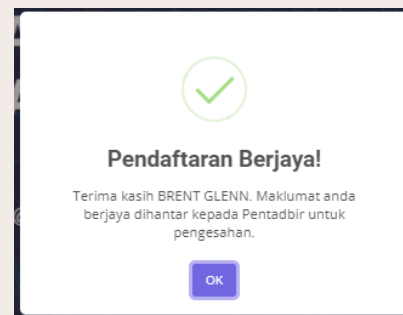 Pendaftaran Berjaya!
Terima kasih BRENT GLENN. Maklumat anda
berjaya dihantar kepada Pentadbir untuk
pengesahan.
OK